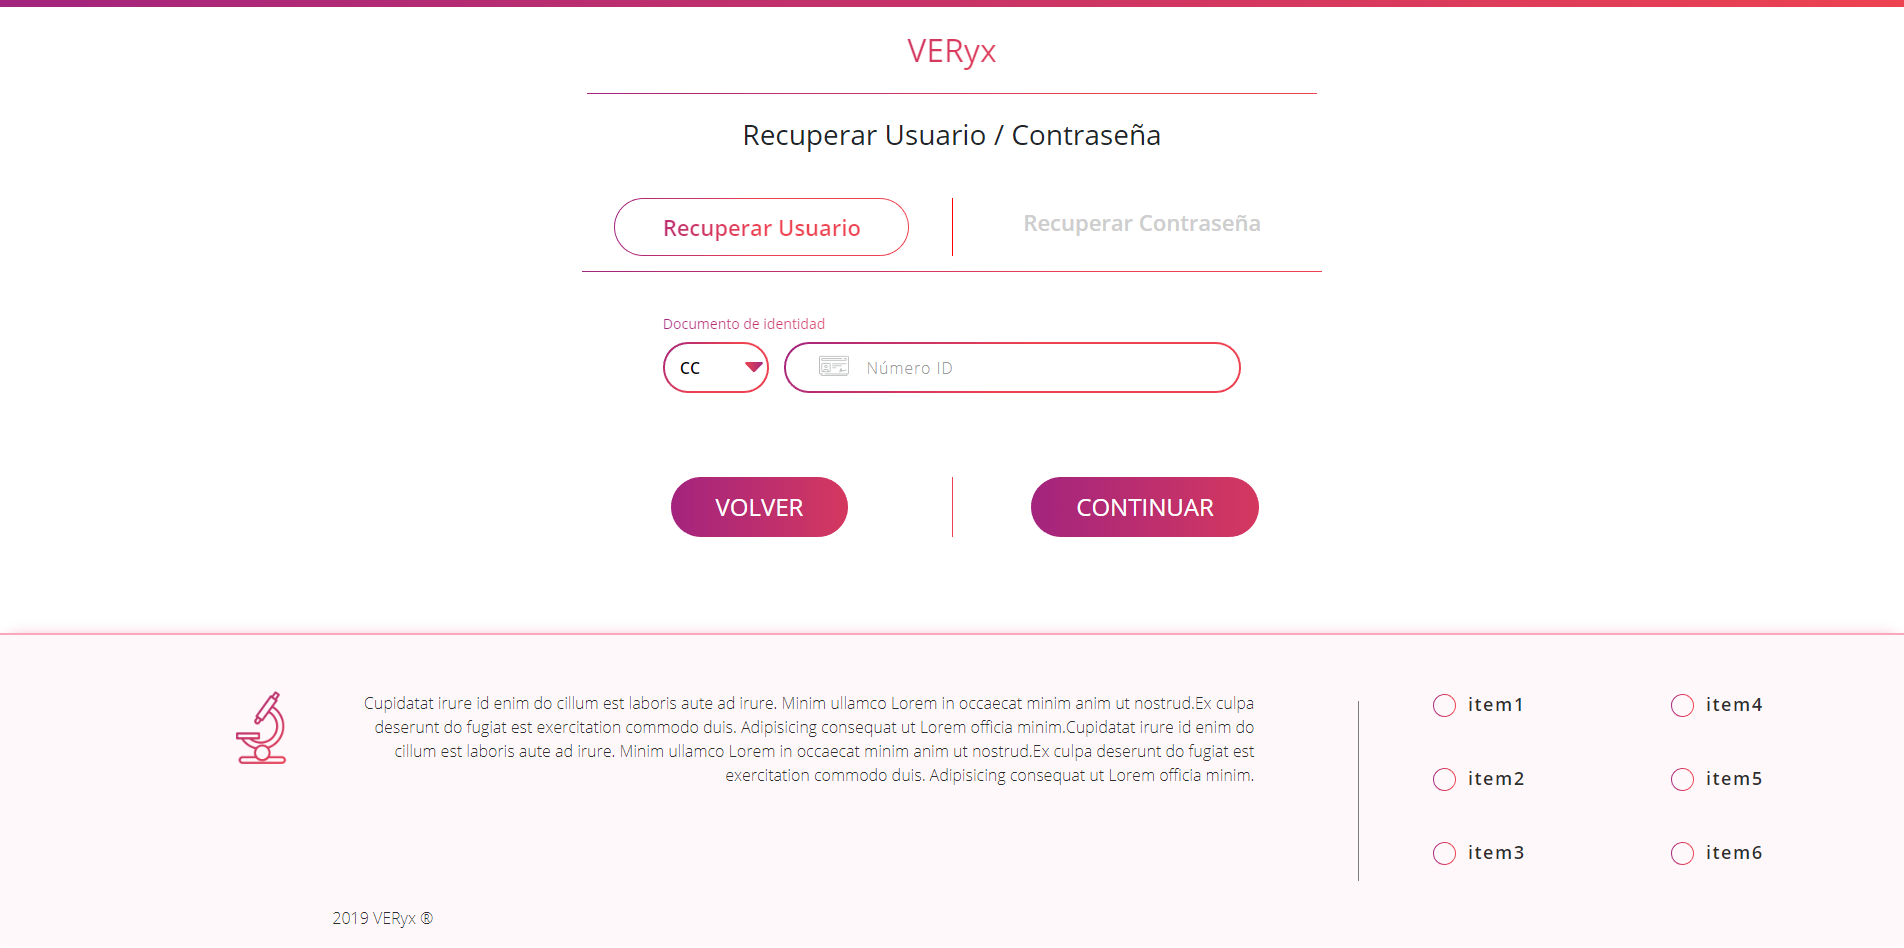 VERyx
Recuperar Usuario / Contraseña
Recuperar Usuario
Recuperar Contraseña
Documento de identidad
CC
Número ID
VOLVER
CONTINUAR
Cupidatat irure id enim do cillum est laboris aute ad irure. Minim ullamco Lorem in occaecat minim anim ut nostrud.Ex culpa
deserunt do fugiat est exercitation commodo duis. Adipisicing consequat ut Lorem officia minim.Cupidatat irure id enim do
cillum est laboris aute ad irure. Minim ullamco Lorem in occaecat minim anim ut nostrud.Ex culpa deserunt do fugiat est
exercitation commodo duis. Adipisicing consequat ut Lorem officia minim.
item1
item2
item3
item4
item5
item6
2019 VERyx ®